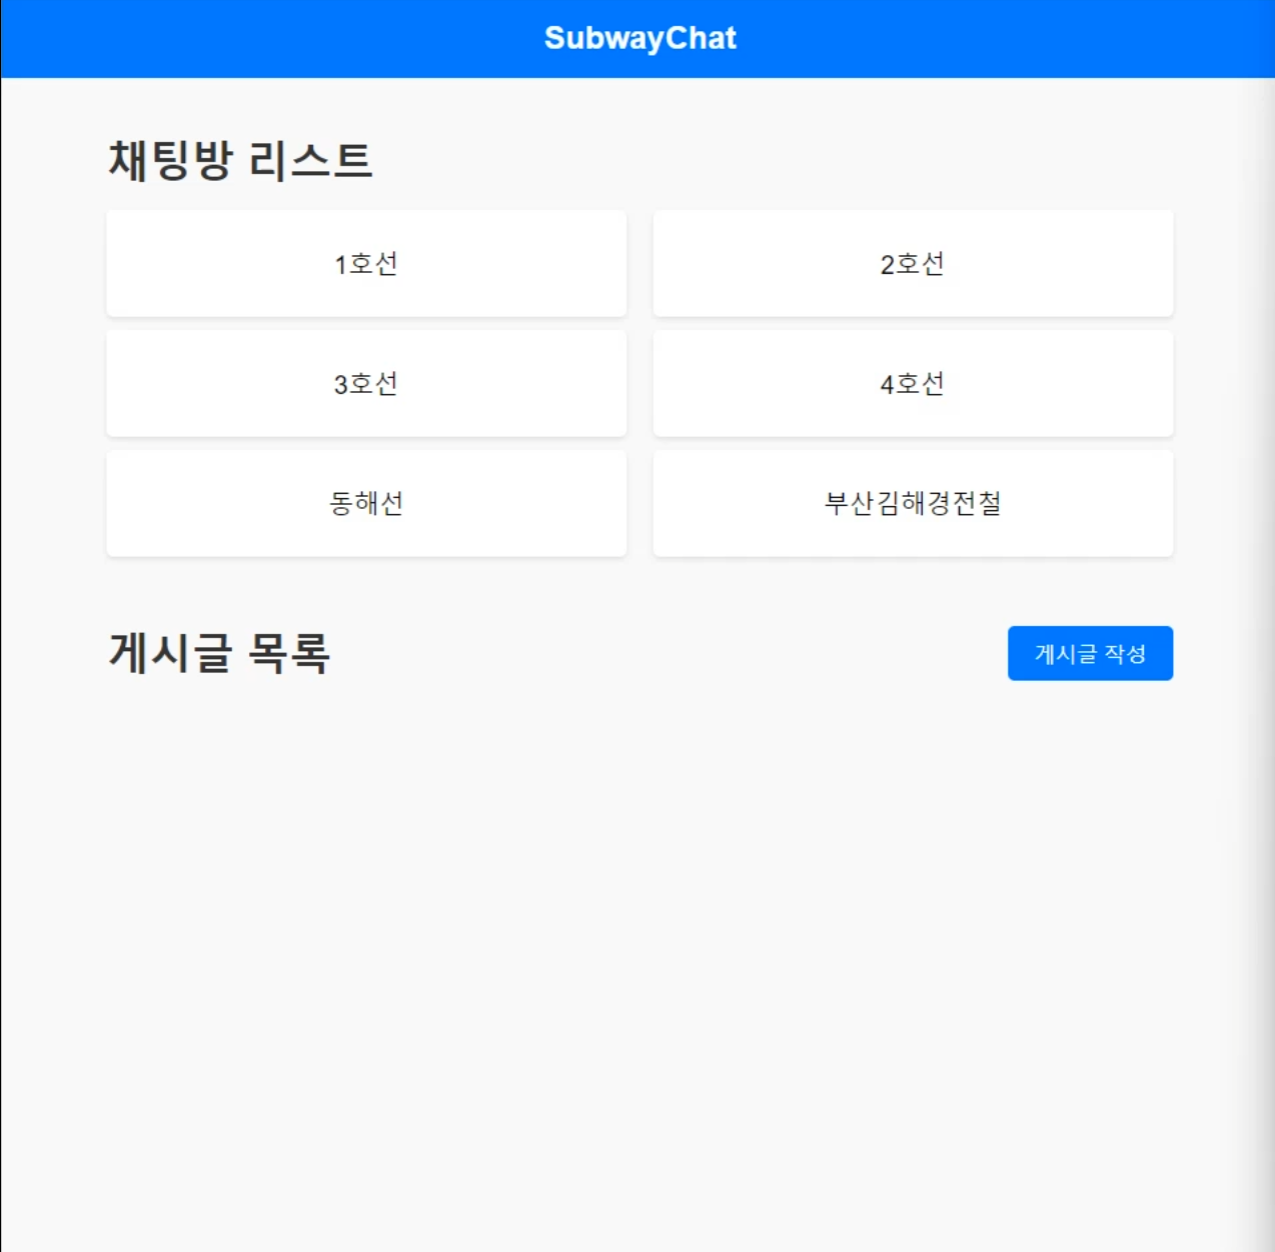 SubwayChat
채팅방 리스트
1호선
2호선
3호선
4호선
동해선
부산김해경전철
게시글 목록
게시글 작성